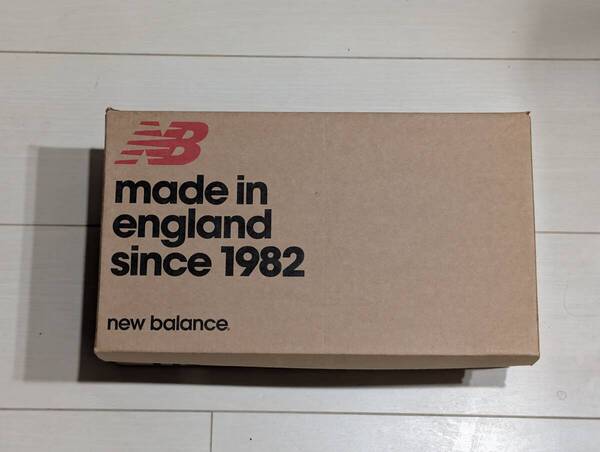 NB
made in
england
since 1982
new balance.